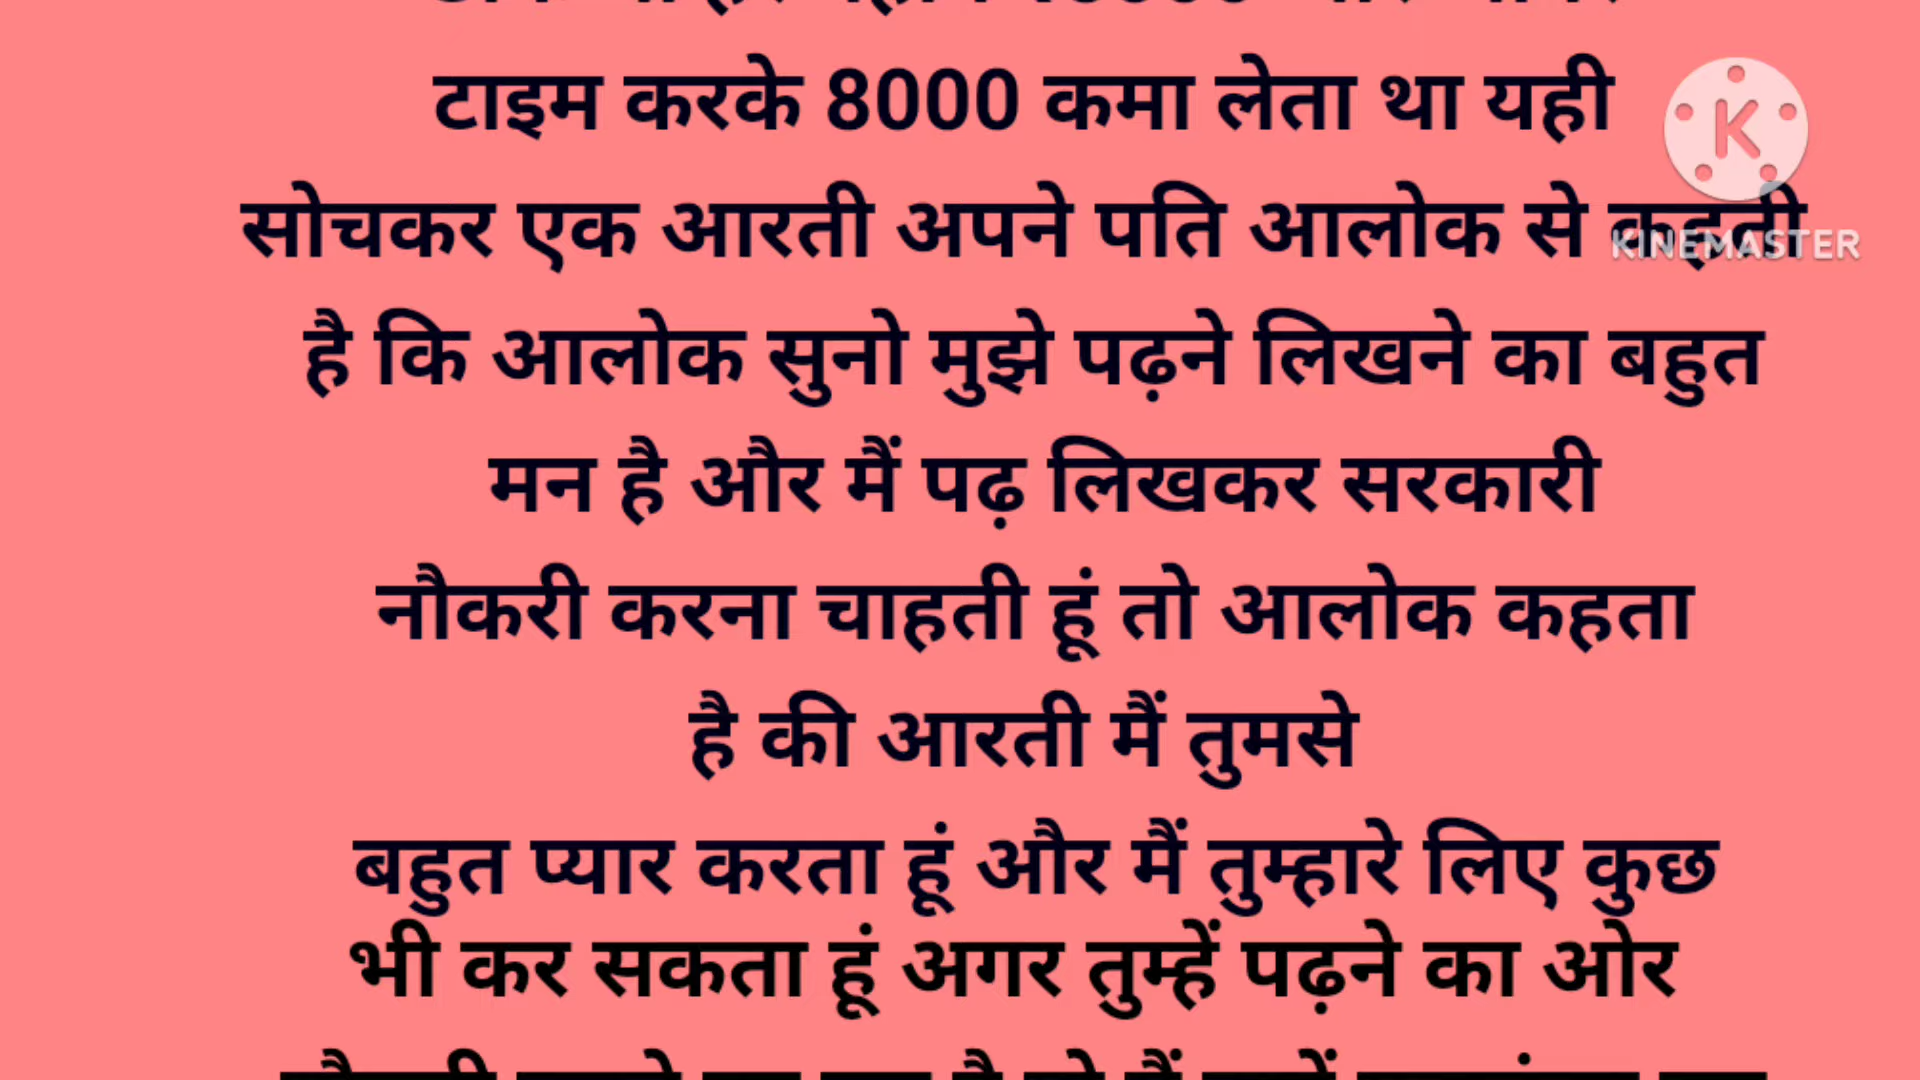 टाइम करके 8000 कमा लेता था यही
सोचकर एक आरती अपने पति आलोक से कहती
है कि आलोक सुनो मुझे पढ़ने लिखने का बहुत
मन है और मैं पढ़ लिखकर सरकारी
नौकरी करना चाहती हूं तो आलोक कहता
है की आरती मैं तुमसे
बहुत प्यार करता हूं और मैं तुम्हारे लिए कुछ
भी कर सकता हूं अगर तुम्हें पढ़ने का ओर
K
KINEMASTER